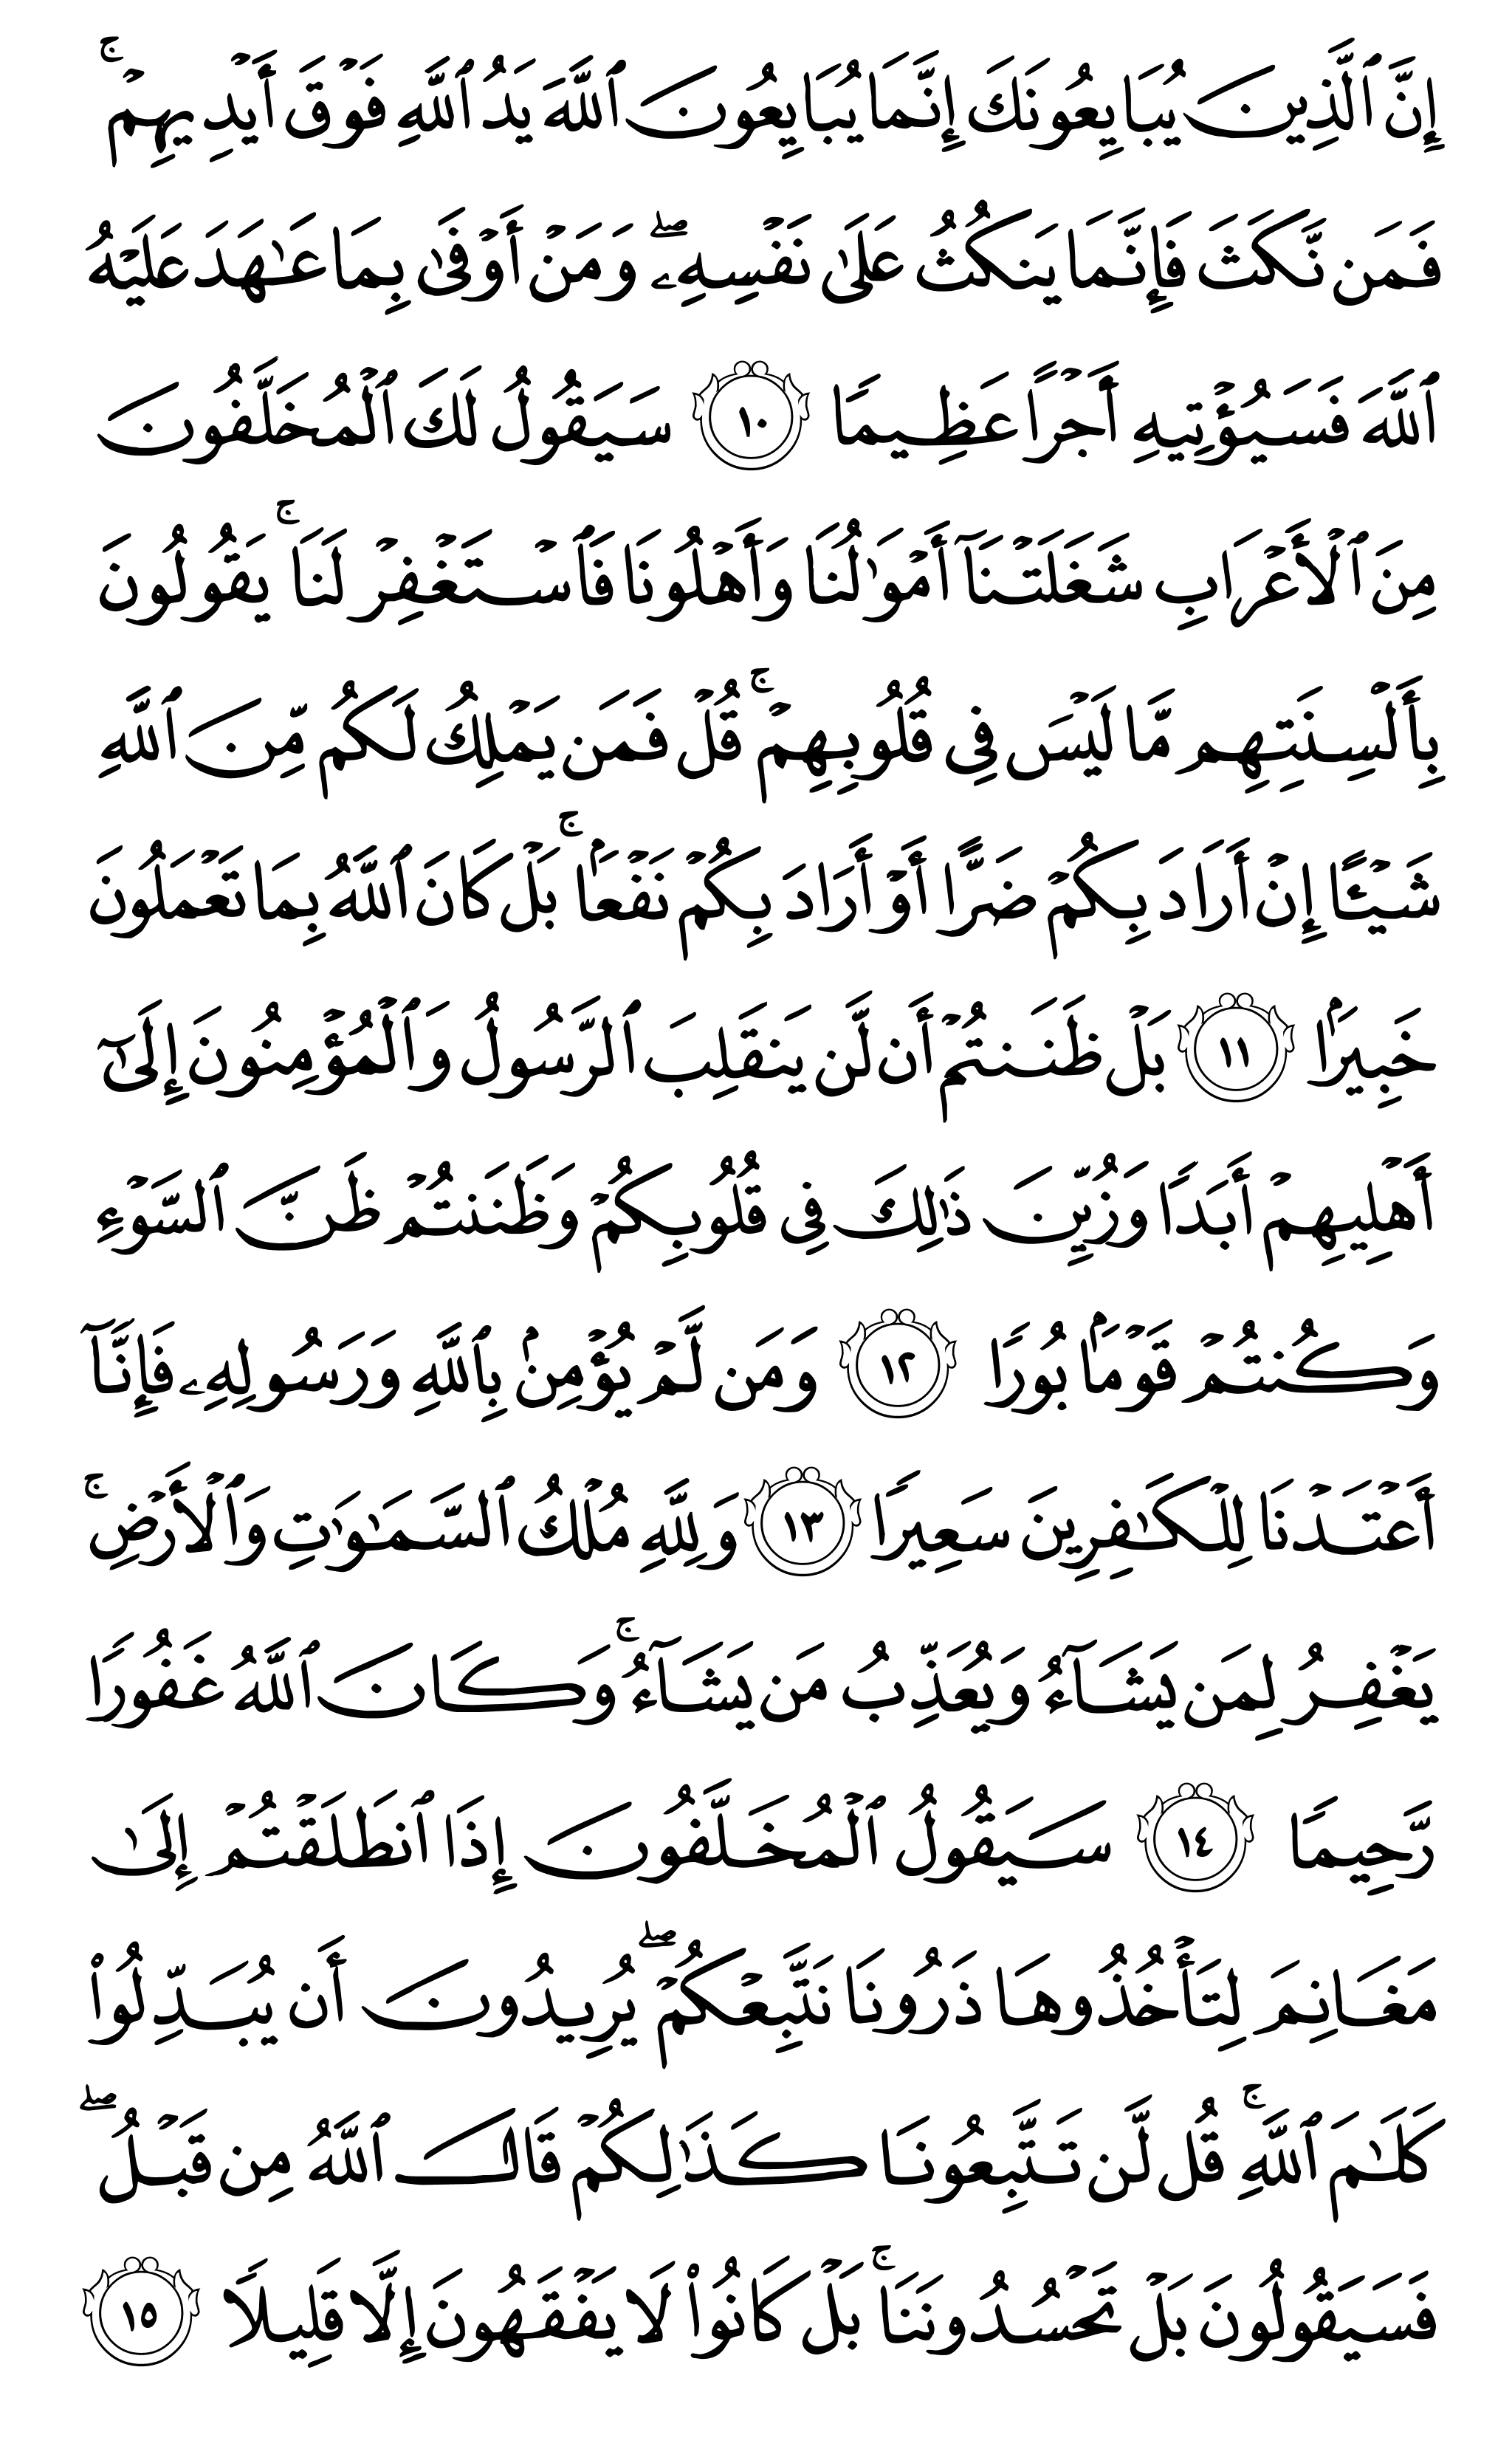 إِنَّ ٱلَّذِينَ يُبَايِعُونَكَ إِنَّمَا يُبَايِعُونَ ٱللَّهَ يَدُ ٱللَّهِ فَوْقَ أَيْدِيهِمْ ۚ
فَمَن نَّكَثَ فَإِنَّمَا يَنكُثُ عَلَىٰ نَفْسِهِۦ ۖ وَمَنْ أَوْفَىٰ بِمَا عَـٰهَدَ عَلَيْهُ
ٱللَّهَ فَسَيُؤْتِيهِ أَجْرًا عَظِيمًا ١٠ سَيَقُولُ لَكَ ٱلْمُخَلَّفُونَ
مِنَ ٱلْأَعْرَابِ شَغَلَتْنَآ أَمْوَٰلُنَا وَأَهْلُونَا فَٱسْتَغْفِرْ لَنَا ۚ يَقُولُونَ
بِأَلْسِنَتِهِم مَّا لَيْسَ فِى قُلُوبِهِمْ ۚ قُلْ فَمَن يَمْلِكُ لَكُم مِّنَ ٱللَّهِ
شَيْـًٔا إِنْ أَرَادَ بِكُمْ ضَرًّا أَوْ أَرَادَ بِكُمْ نَفْعًۢا ۚ بَلْ كَانَ ٱللَّهُ بِمَا تَعْمَلُونَ
خَبِيرًۢا ١١ بَلْ ظَنَنتُمْ أَن لَّن يَنقَلِبَ ٱلرَّسُولُ وَٱلْمُؤْمِنُونَ إِلَىٰٓ
أَهْلِيهِمْ أَبَدًا وَزُيِّنَ ذَٰلِكَ فِى قُلُوبِكُمْ وَظَنَنتُمْ ظَنَّ ٱلسَّوْءِ
وَكُنتُمْ قَوْمًۢا بُورًا ١٢ وَمَن لَّمْ يُؤْمِنۢ بِٱللَّهِ وَرَسُولِهِۦ فَإِنَّآ
أَعْتَدْنَا لِلْكَـٰفِرِينَ سَعِيرًا ١٣ وَلِلَّهِ مُلْكُ ٱلسَّمَـٰوَٰتِ وَٱلْأَرْضِ ۚ
يَغْفِرُ لِمَن يَشَآءُ وَيُعَذِّبُ مَن يَشَآءُ ۚ وَكَانَ ٱللَّهُ غَفُورًا
رَّحِيمًا ١٤ سَيَقُولُ ٱلْمُخَلَّفُونَ إِذَا ٱنطَلَقْتُمْ إِلَىٰ
مَغَانِمَ لِتَأْخُذُوهَا ذَرُونَا نَتَّبِعْكُمْ ۖ يُرِيدُونَ أَن يُبَدِّلُوا۟
كَلَـٰمَ ٱللَّهِ ۚ قُل لَّن تَتَّبِعُونَا كَذَٰلِكُمْ قَالَ ٱللَّهُ مِن قَبْلُ ۖ
فَسَيَقُولُونَ بَلْ تَحْسُدُونَنَا ۚ بَلْ كَانُوا۟ لَا يَفْقَهُونَ إِلَّا قَلِيلًا ١٥